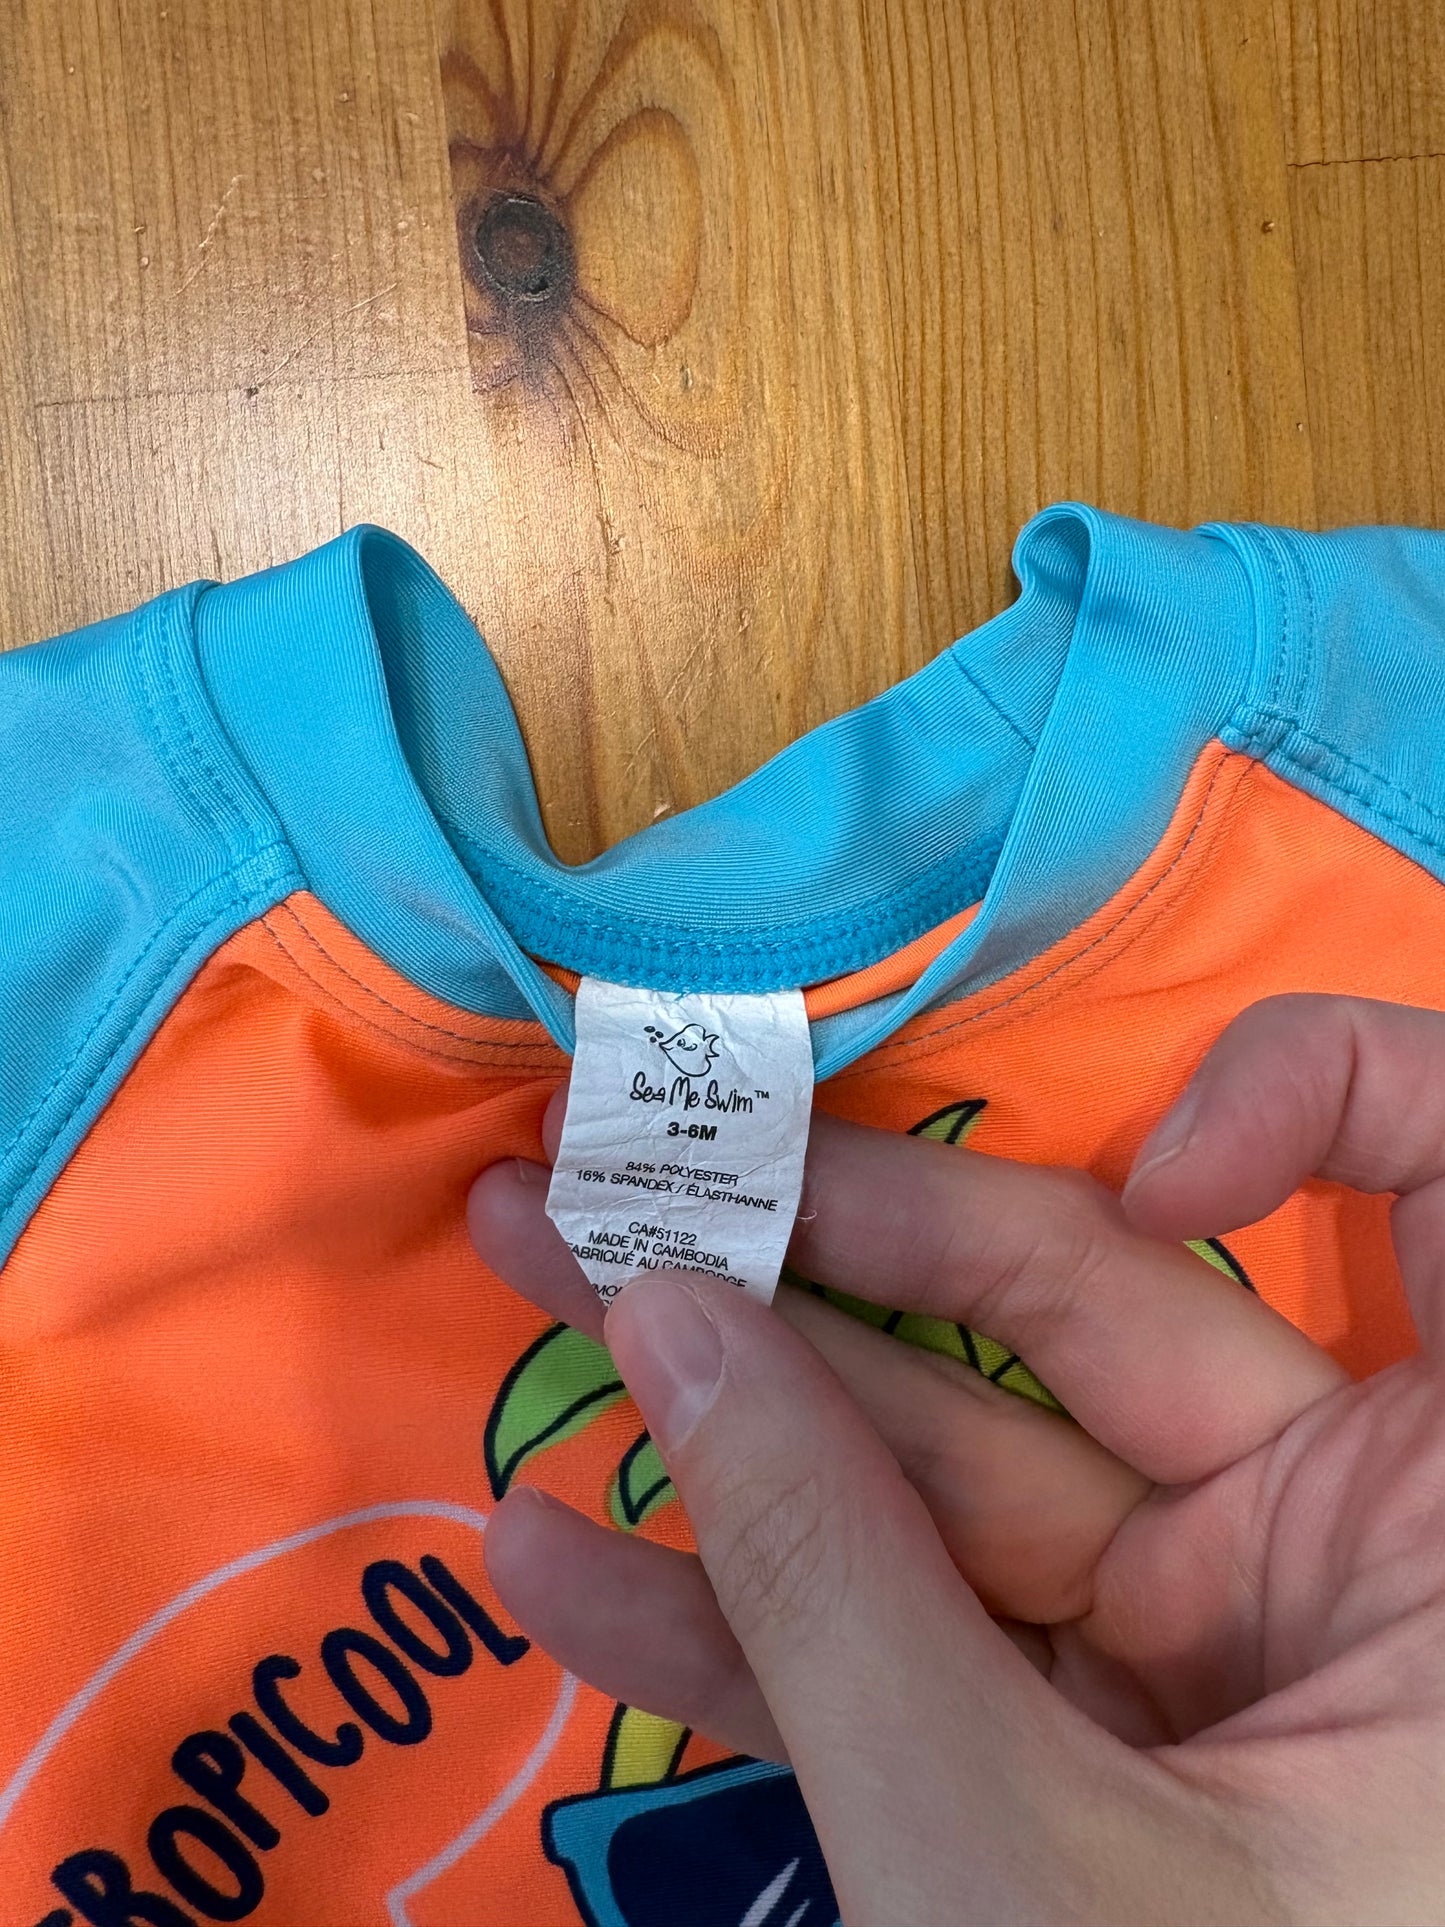 Sea Me Swim™
3-6M
84% POLYESTER
16% SPANDEX / ÉLASTHANNE
CA#51122
MADE IN CAMBODIA
FABRIQUÉ AU CAMBODGE
ROPICOOL